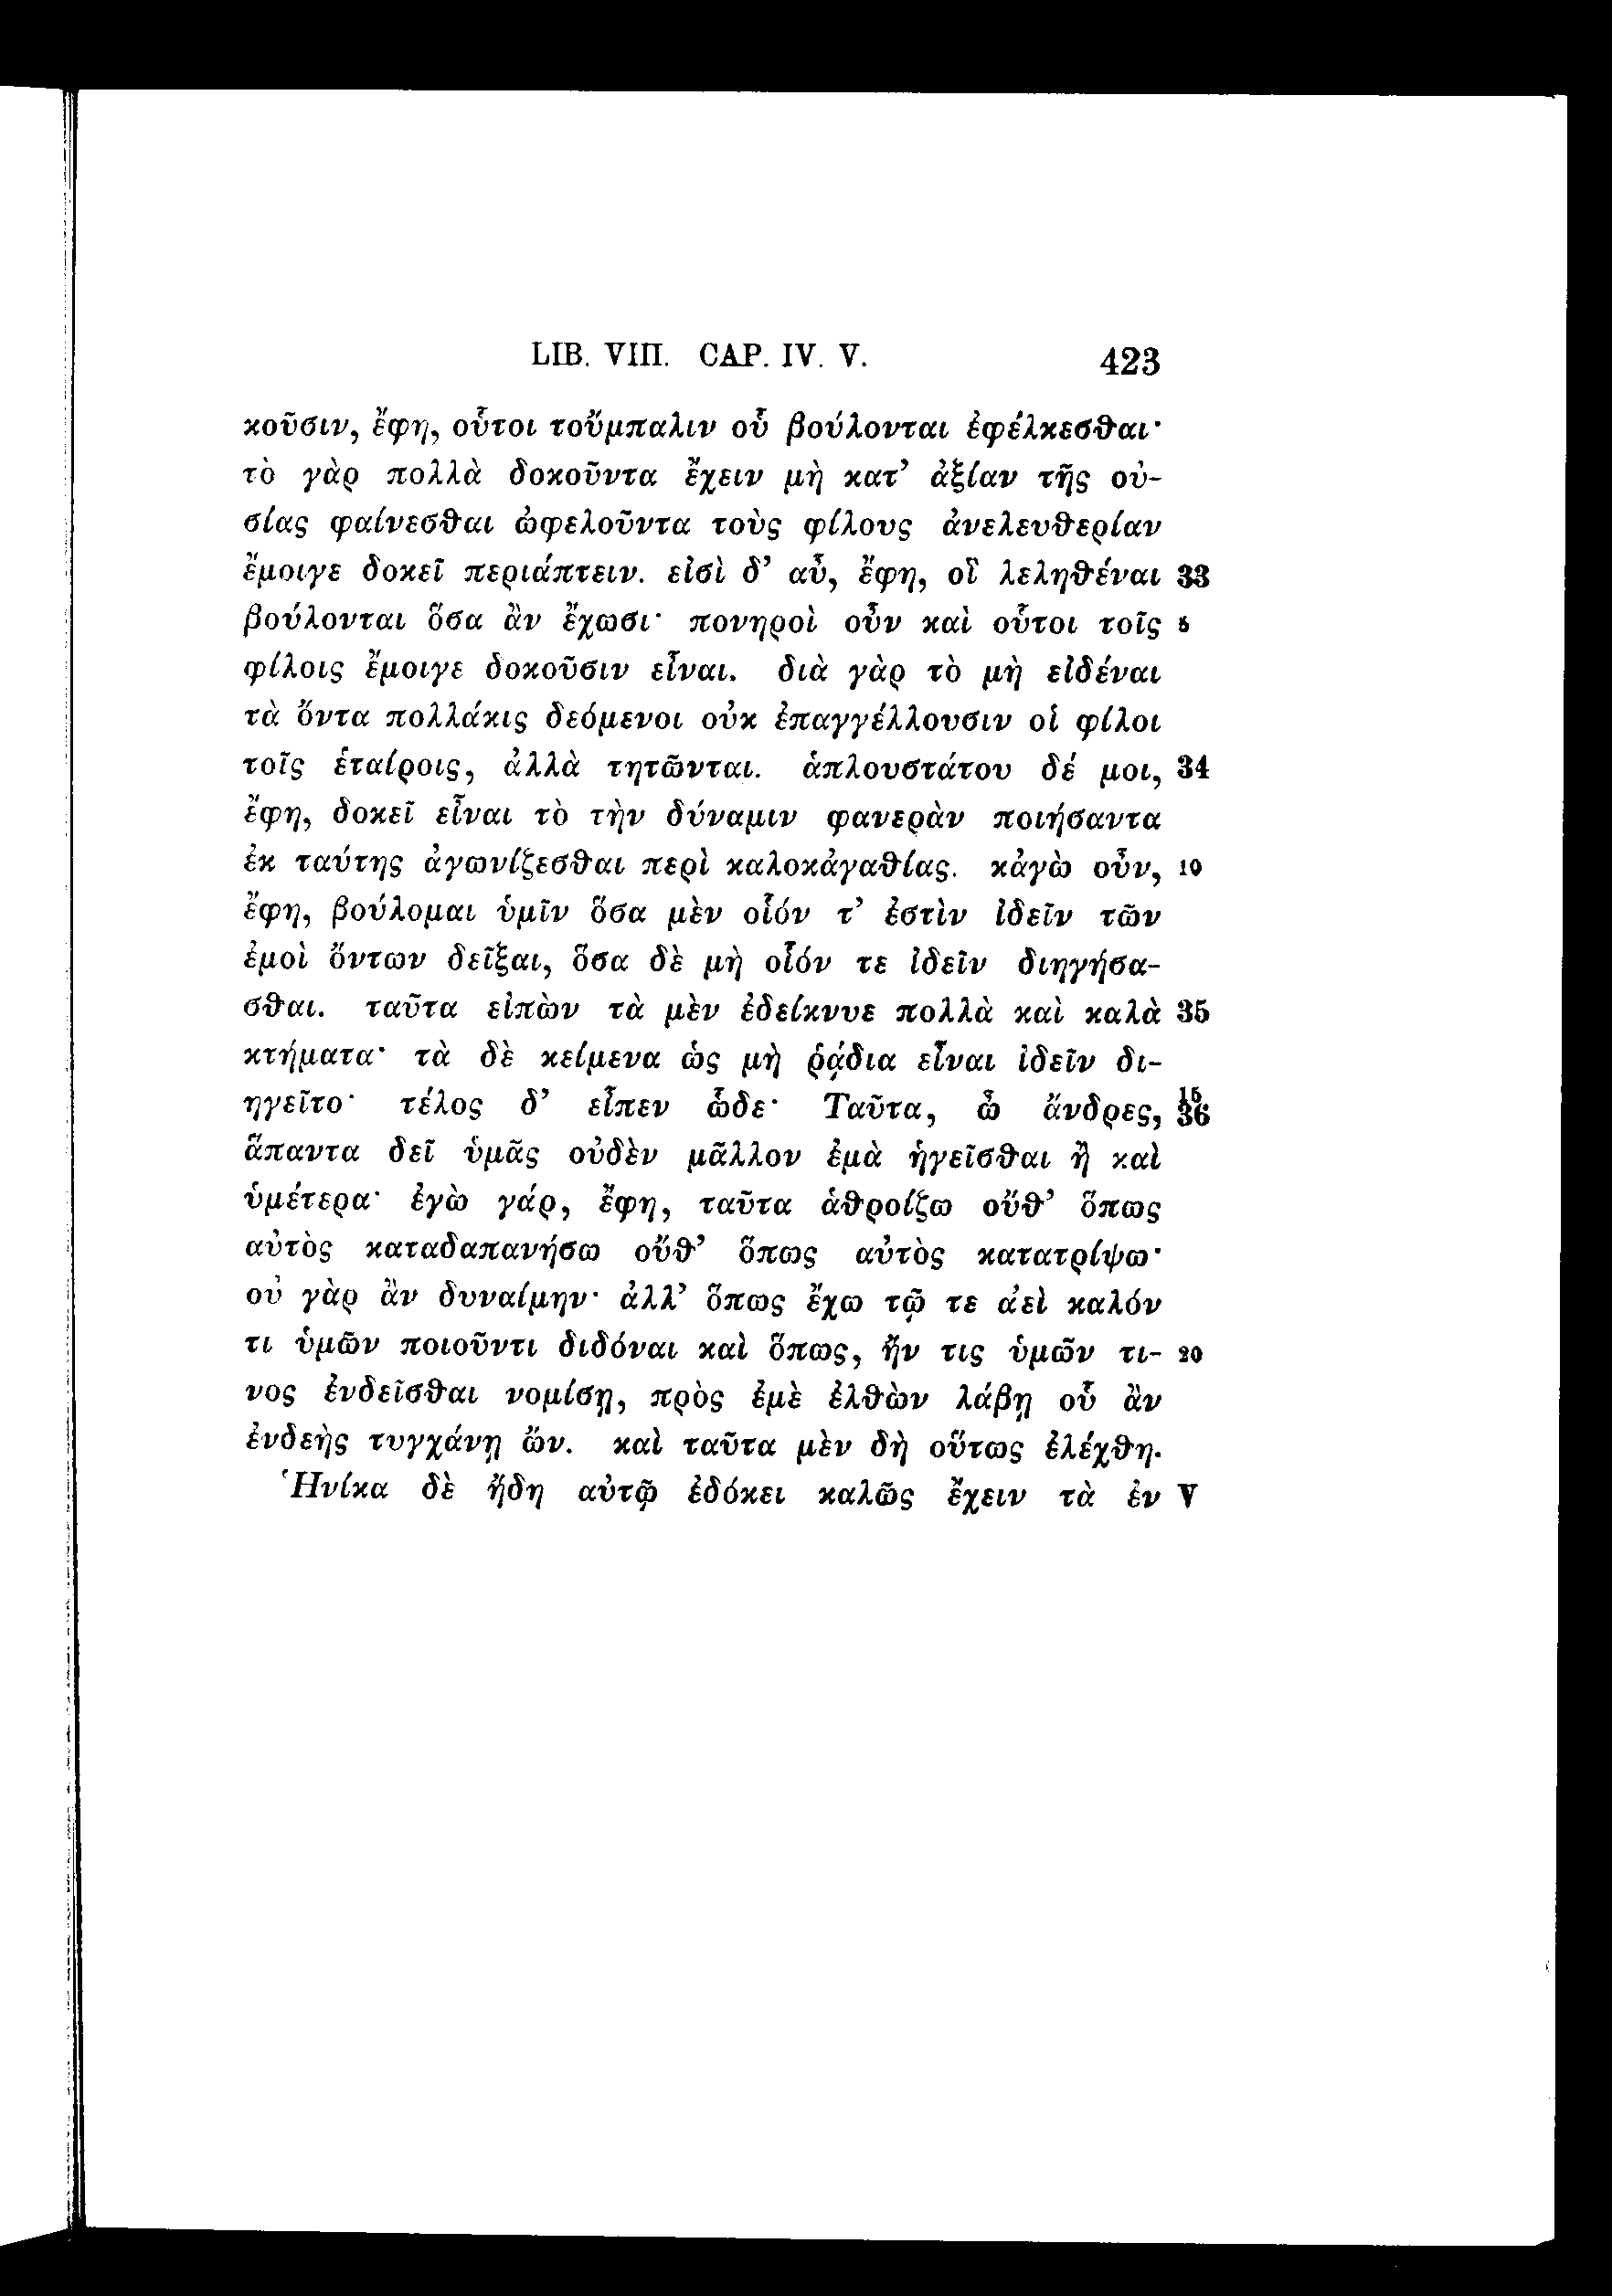 LIB. VIII. CAP. IV. V. 423
κοῦσιν, ἔφη, οὗτοι τοὔμπαλιν οὗ βούλονται ἐφέλκεσθαι·
τὸ γὰρ πολλὰ δοκοῦντα ἔχειν μὴ κατ’ ἀξίαν τῆς οὐ-
σίας φαίνεσθαι ὠφελοῦντα τοὺς φίλους ἀνελευθερίαν
ἔμοιγε δοκεῖ περιάπτειν. εἰσὶ δ’ αὖ, ἔφη, οἳ λεληθέναι 33
βούλονται ὅσα ἂν ἔχωσι· πονηροὶ οὖν καὶ οὗτοι τοῖς 5
φίλοις ἔμοιγε δοκοῦσιν εἶναι. διὰ γὰρ τὸ μὴ εἰδέναι
τὰ ὄντα πολλάκις δεόμενοι οὐκ ἐπαγγέλλουσιν οἱ φίλοι
τοῖς ἑταίροις, ἀλλὰ τητῶνται. ἁπλουστάτου δέ μοι, 34
ἔφη, δοκεῖ εἶναι τὸ τὴν δύναμιν φανερὰν ποιήσαντα
ἐκ ταύτης ἀγωνίζεσθαι περὶ καλοκἀγαθίας. κἀγὼ οὖν, 10
ἔφη, βούλομαι ὑμῖν ὅσα μὲν οἷόν τ’ ἐστὶν ἰδεῖν τῶν
ἐμοὶ ὄντων δεῖξαι, ὅσα δὲ μὴ οἷόν τε ἰδεῖν διηγήσα-
σθαι. ταῦτα εἰπὼν τὰ μὲν ἐδείκνυε πολλὰ καὶ καλὰ 35
κτήματα· τὰ δὲ κείμενα ὡς μὴ ῥᾴδια εἶναι ἰδεῖν δι-
ηγεῖτο· τέλος δ’ εἶπεν ὧδε· Ταῦτα, ὦ ἄνδρες, 15 36
ἅπαντα δεῖ ὑμᾶς οὐδὲν μᾶλλον ἐμὰ ἡγεῖσθαι ἢ καὶ
ὑμέτερα· ἐγὼ γάρ, ἔφη, ταῦτα ἁθροίζω οὔθ’ ὅπως
αὐτὸς καταδαπανήσω οὔθ’ ὅπως αὐτὸς κατατρίψω·
οὐ γὰρ ἂν δυναίμην· ἀλλ’ ὅπως ἔχω τῷ τε ἀεὶ καλόν
τι ὑμῶν ποιοῦντι διδόναι καὶ ὅπως, ἤν τις ὑμῶν τι- 20
νος ἐνδεῖσθαι νομίσῃ, πρὸς ἐμὲ ἐλθὼν λάβῃ οὗ ἂν
ἐνδεὴς τυγχάνῃ ὤν. καὶ ταῦτα μὲν δὴ οὕτως ἐλέχθη.
Ἡνίκα δὲ ἤδη αὐτῷ ἐδόκει καλῶς ἔχειν τὰ ἐν V